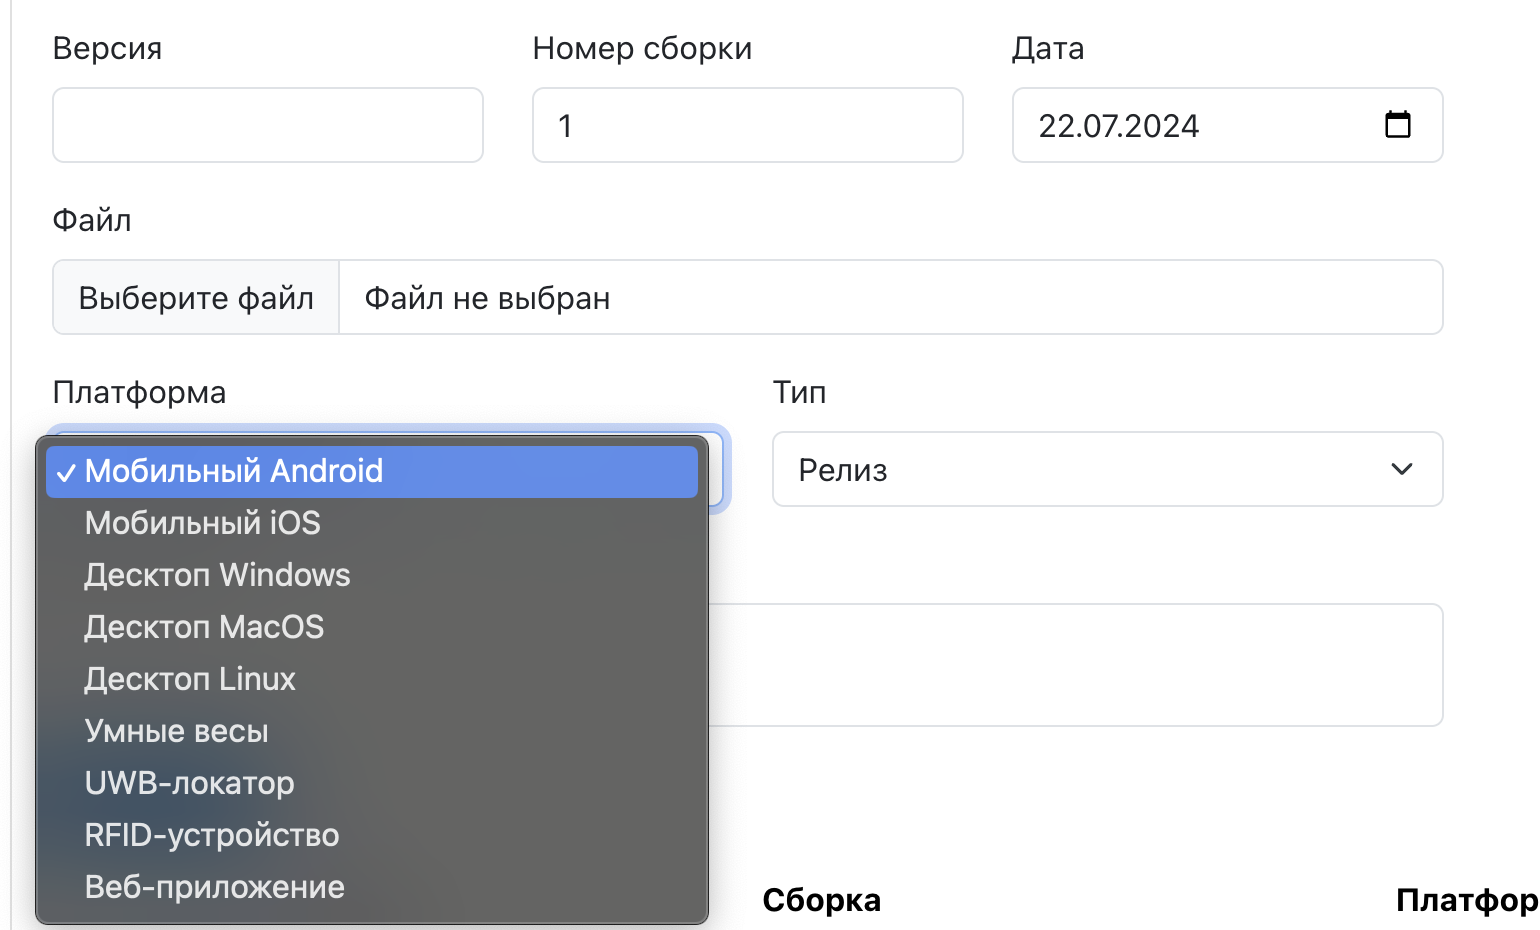 Версия
Номер сборки
Дата
1
22.07.2024
Файл
Выберите файл
Файл не выбран
Платформа
Тип
Мобильный Android
Релиз
Мобильный iOS
Десктоп Windows
Десктоп MacOS
Десктоп Linux
Умные весы
UWB-локатор
RFID-устройство
Веб-приложение
Сборка
Платфор